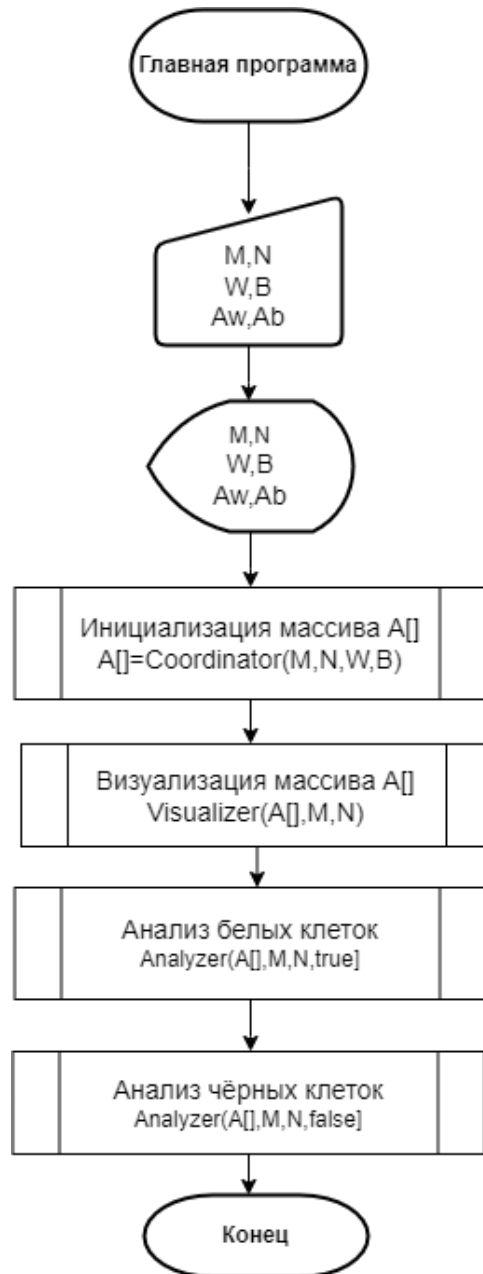 Главная программа
M,N
W,B
Aw,Ab
M,N
W,B
Aw,Ab
Инициализация массива A[]
A[]=Coordinator(M,N,W,B)
Визуализация массива A[]
Visualizer(A[],M,N)
Анализ белых клеток
Analyzer(A[],M,N,true]
Анализ чёрных клеток
Analyzer(A[],M,N,false]
Конец